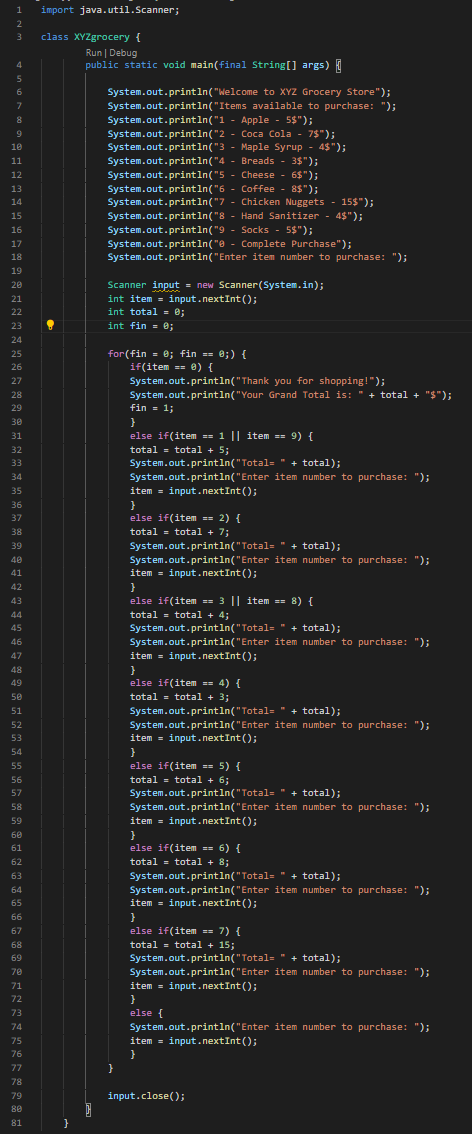 1 import java.util.Scanner;
2
3 class XYZgrocery {
Run | Debug
4 public static void main(final String[] args) {
5
6 System.out.println("Welcome to XYZ Grocery Store");
7 System.out.println("Items available to purchase: ");
8 System.out.println("1 - Apple - 5$");
9 System.out.println("2 - Coca Cola - 7$");
10 System.out.println("3 - Maple Syrup - 4$");
11 System.out.println("4 - Breads - 3$");
12 System.out.println("5 - Cheese - 6$");
13 System.out.println("6 - Coffee - 8$");
14 System.out.println("7 - Chicken Nuggets - 15$");
15 System.out.println("8 - Hand Sanitizer - 4$");
16 System.out.println("9 - Socks - 5$");
17 System.out.println("0 - Complete Purchase");
18 System.out.println("Enter item number to purchase: ");
19
20 Scanner input = new Scanner(System.in);
21 int item = input.nextInt();
22 int total = 0;
23 int fin = 0;
24
25 for(fin = 0; fin == 0;) {
26 if(item == 0) {
27 System.out.println("Thank you for shopping!");
28 System.out.println("Your Grand Total is: " + total + "$");
29 fin = 1;
30 }
31 else if(item == 1 || item == 9) {
32 total = total + 5;
33 System.out.println("Total= " + total);
34 System.out.println("Enter item number to purchase: ");
35 item = input.nextInt();
36 }
37 else if(item == 2) {
38 total = total + 7;
39 System.out.println("Total= " + total);
40 System.out.println("Enter item number to purchase: ");
41 item = input.nextInt();
42 }
43 else if(item == 3 || item == 8) {
44 total = total + 4;
45 System.out.println("Total= " + total);
46 System.out.println("Enter item number to purchase: ");
47 item = input.nextInt();
48 }
49 else if(item == 4) {
50 total = total + 3;
51 System.out.println("Total= " + total);
52 System.out.println("Enter item number to purchase: ");
53 item = input.nextInt();
54 }
55 else if(item == 5) {
56 total = total + 6;
57 System.out.println("Total= " + total);
58 System.out.println("Enter item number to purchase: ");
59 item = input.nextInt();
60 }
61 else if(item == 6) {
62 total = total + 8;
63 System.out.println("Total= " + total);
64 System.out.println("Enter item number to purchase: ");
65 item = input.nextInt();
66 }
67 else if(item == 7) {
68 total = total + 15;
69 System.out.println("Total= " + total);
70 System.out.println("Enter item number to purchase: ");
71 item = input.nextInt();
72 }
73 else {
74 System.out.println("Enter item number to purchase: ");
75 item = input.nextInt();
76 }
77 }
78
79 input.close();
80 }
81 }